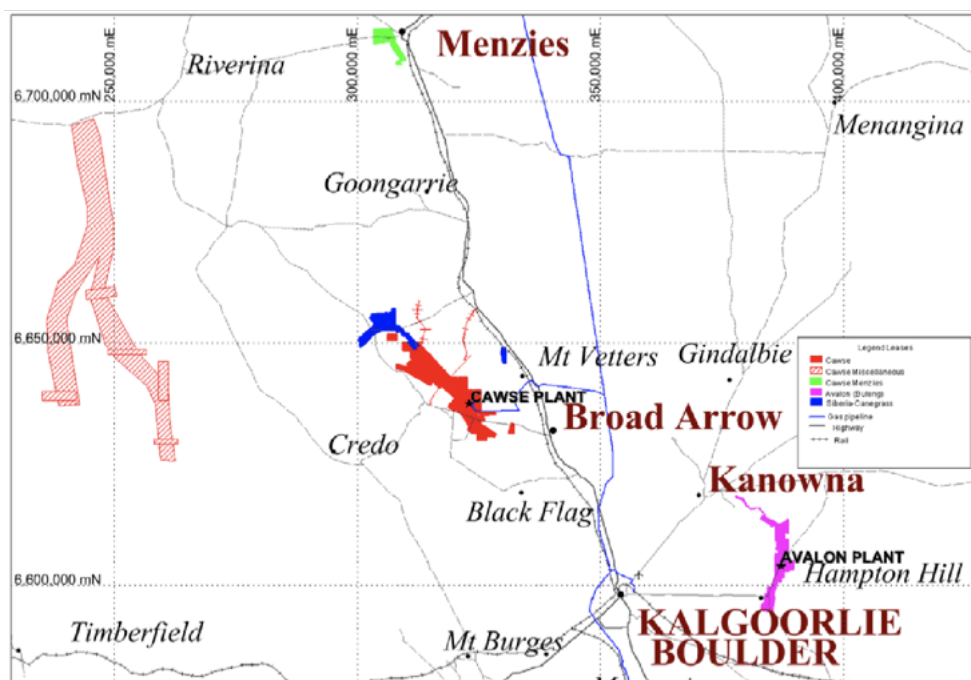 250,000 mE
300,000 mE
350,000 mE
400,000 mE
Menzies
Riverina
6,700,000 mN
Menangina
Goongarrie
6,650,000 mN
Mt Vetters
Gindalbie
Legend Leases
Cawse
Cawse Miscellaneous
Cawse Menzies
Avalon (Bulong)
Siberia-Canegrass
Gas pipeline
Highway
Rail
CAWSE PLANT
Broad Arrow
Credo
Kanowna
Black Flag
AVALON PLANT
Hampton Hill
6,600,000 mN
KALGOORLIE
BOULDER
Timberfield
Mt Burges